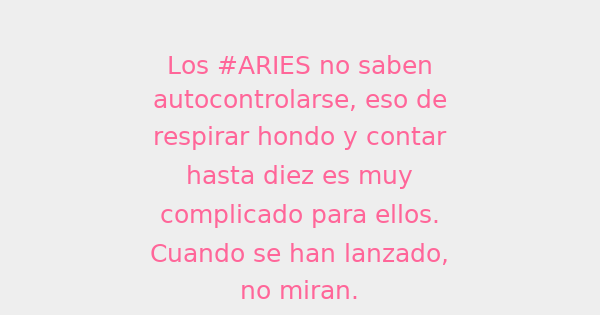 Los #ARIES no saben
autocontrolarse, eso de
respirar hondo y contar
hasta diez es muy
complicado para ellos.
Cuando se han lanzado,
no miran.